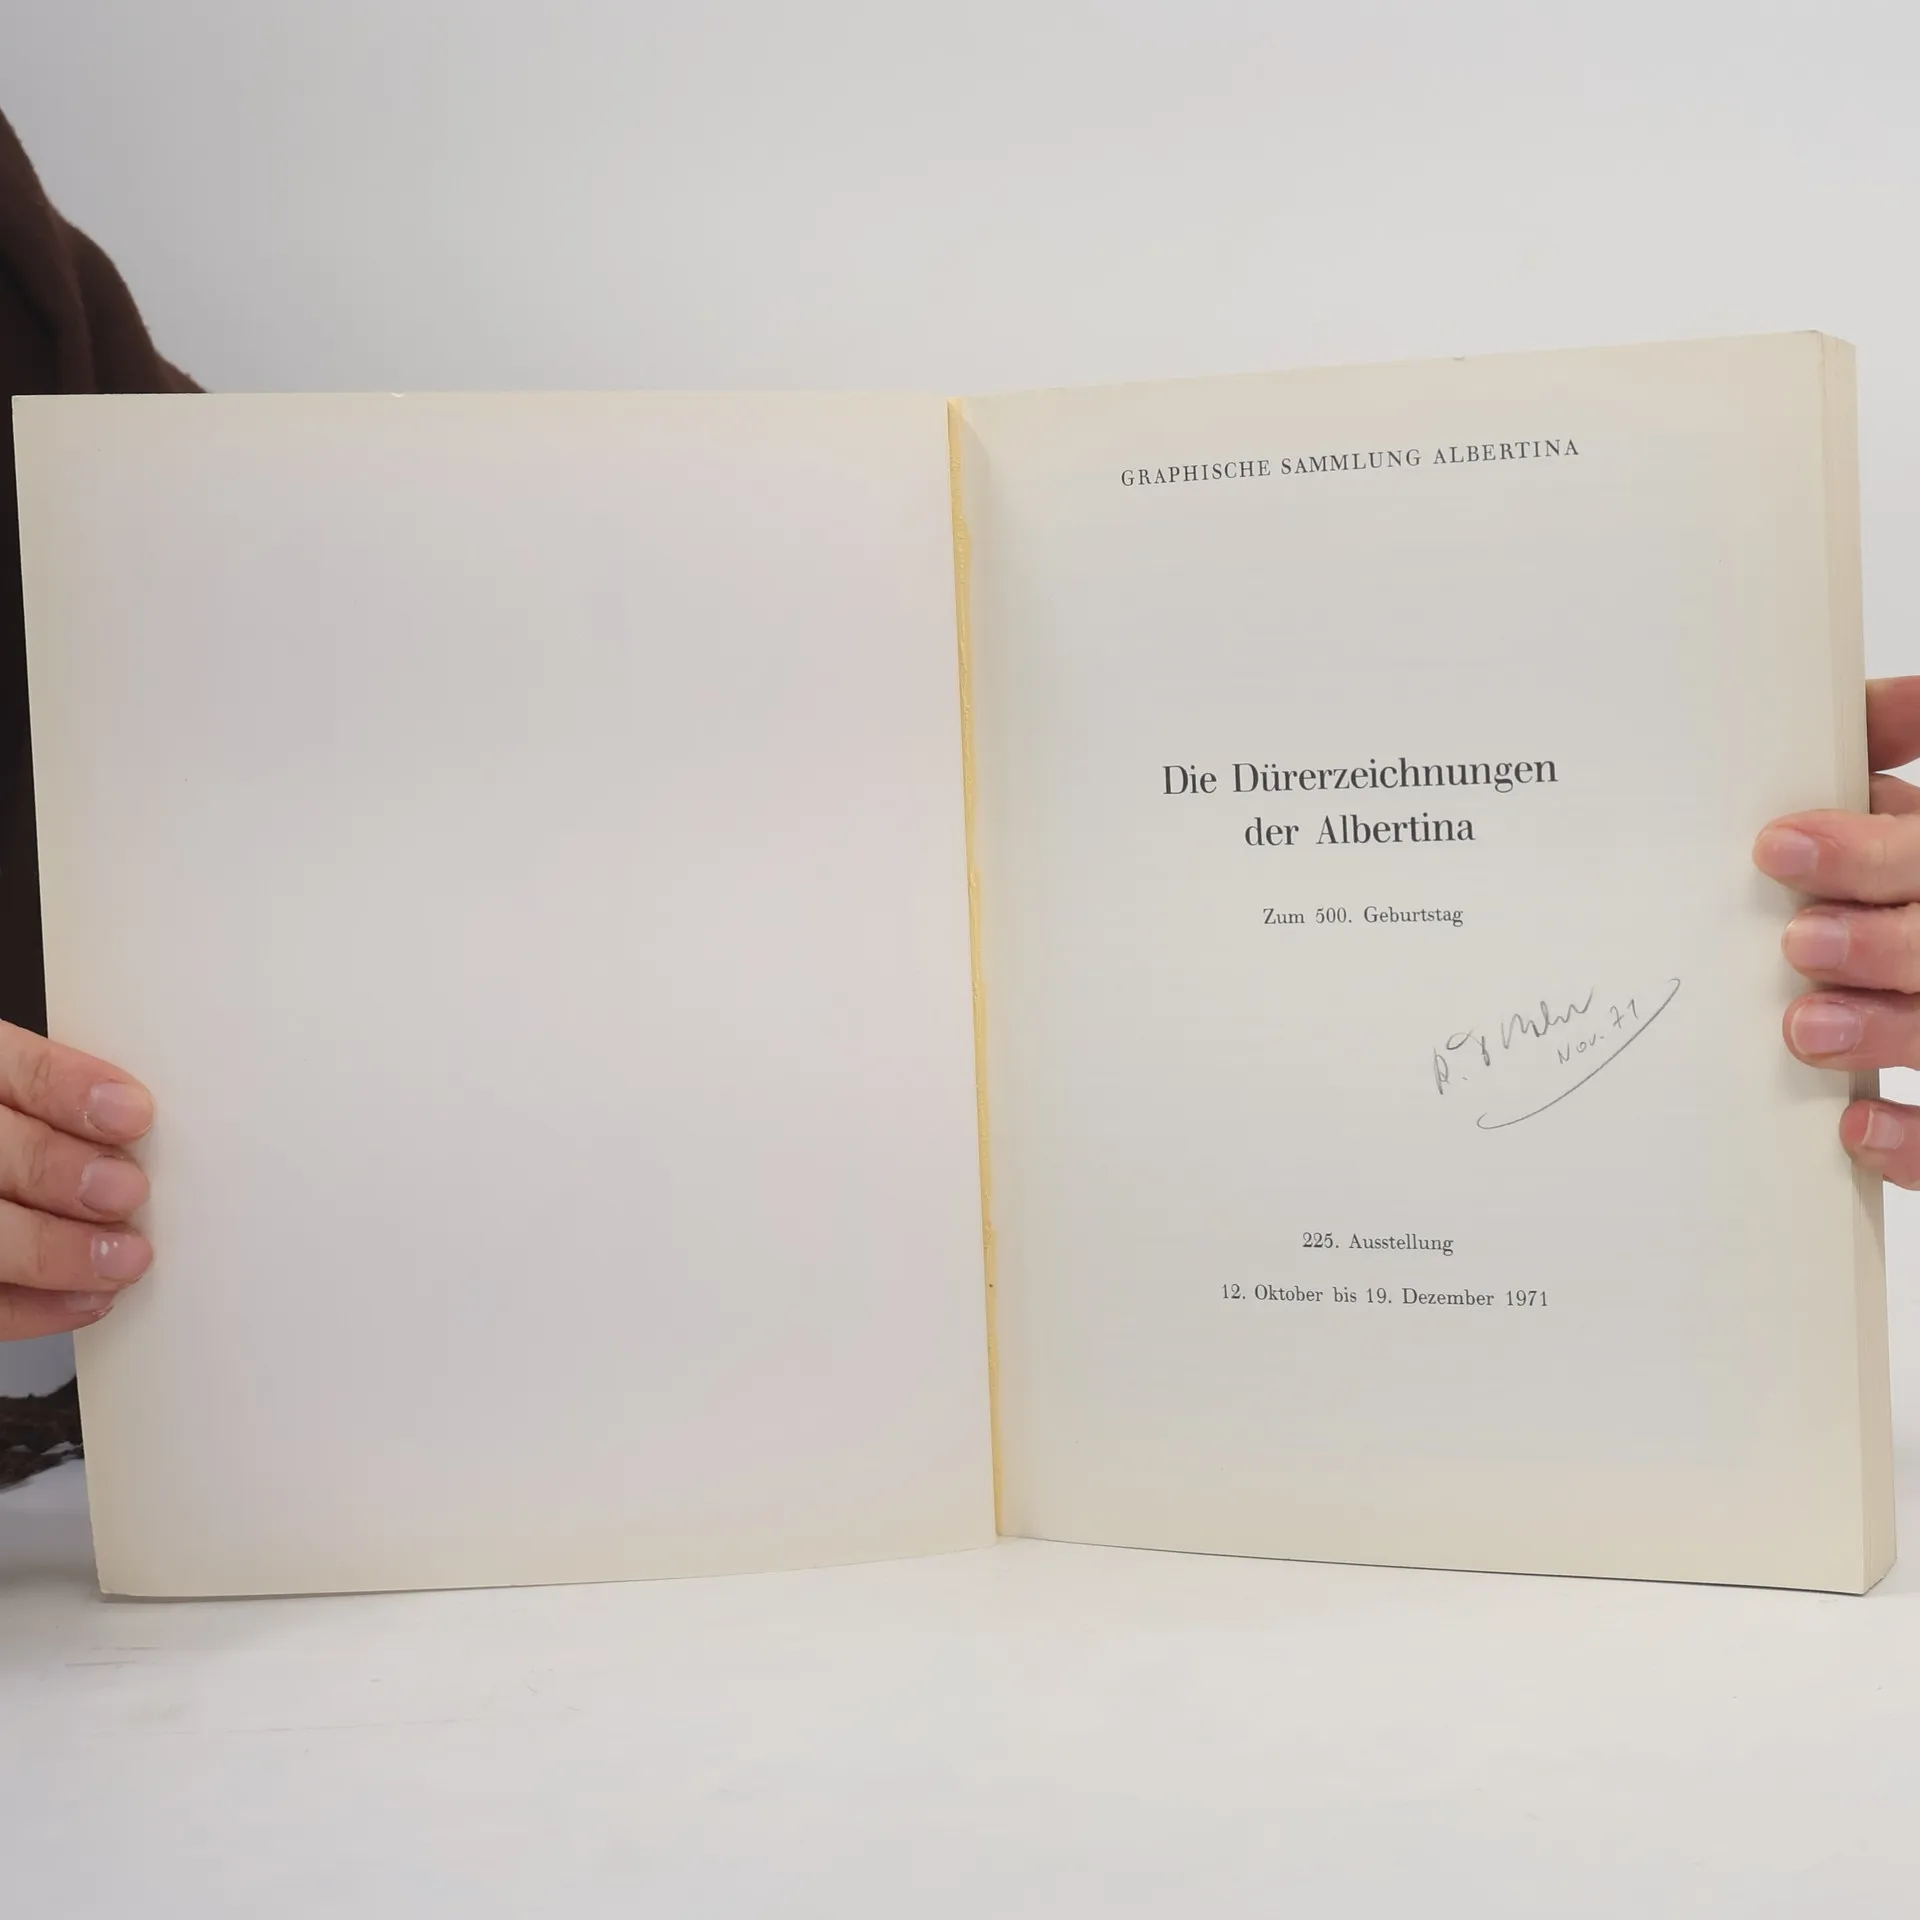 GRAPHISCHE SAMMLUNG ALBERTINA
Die Dürerzeichnungen
der Albertina
Zum 500. Geburtstag
Nov. 71
225. Ausstellung
12. Oktober bis 19. Dezember 1971